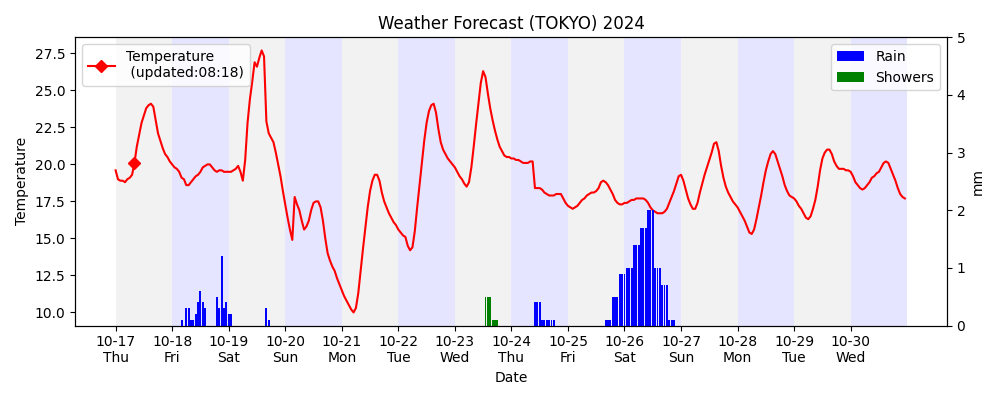 Weather Forecast (TOKYO) 2024
Temperature
(updated:08:18)
Rain
Showers
Temperature
27.5
25.0
22.5
20.0
17.5
15.0
12.5
10.0
5
4
3
2
1
0
mm
10-17 10-18 10-19 10-20 10-21 10-22 10-23 10-24 10-25 10-26 10-27 10-28 10-29 10-30
Thu Fri Sat Sun Mon Tue Wed Thu Fri Sat Sun Mon Tue Wed
Date